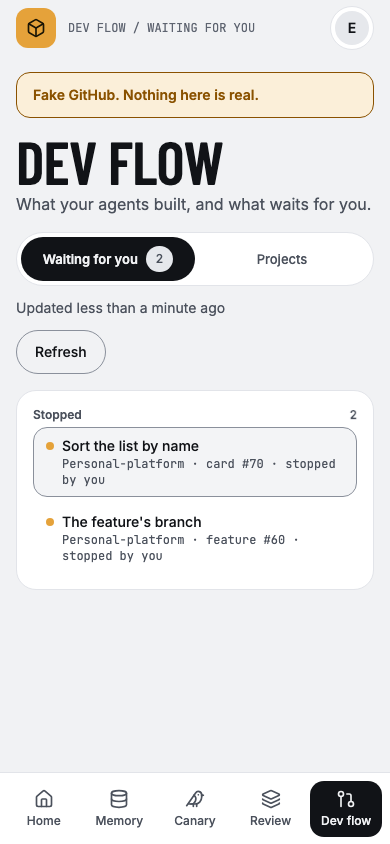 DEV FLOW / WAITING FOR YOU
E
Fake GitHub. Nothing here is real.
DEV FLOW
What your agents built, and what waits for you.
Waiting for you 2
Projects
Updated less than a minute ago
Refresh
Stopped 2
Sort the list by name
Personal-platform · card #70 · stopped
by you
The feature's branch
Personal-platform · feature #60 ·
stopped by you
Home
Memory
Canary
Review
Dev flow